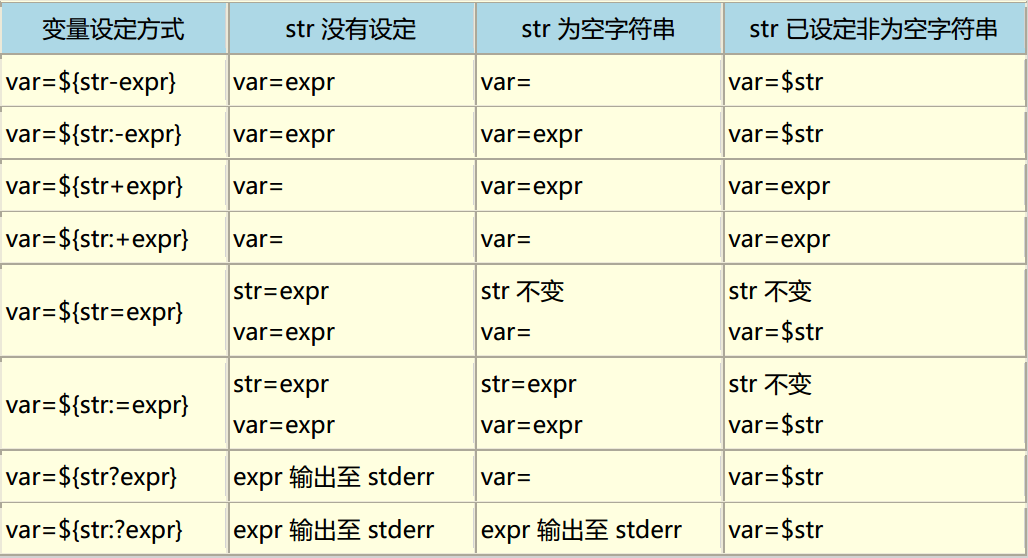 变量设定方式 str 没有设定 str 为空字符串 str 已设定非为空字符串
var=${str-expr} var=expr var= var=$str
var=${str:-expr} var=expr var=expr var=$str
var=${str+expr} var= var=expr var=expr
var=${str:+expr} var= var= var=expr
var=${str=expr} str=expr str 不变 str 不变
var=expr var= var=$str
var=${str:=expr} str=expr str=expr str 不变
var=expr var=expr var=$str
var=${str?expr} expr 输出至 stderr var= var=$str
var=${str:?expr} expr 输出至 stderr expr 输出至 stderr var=$str